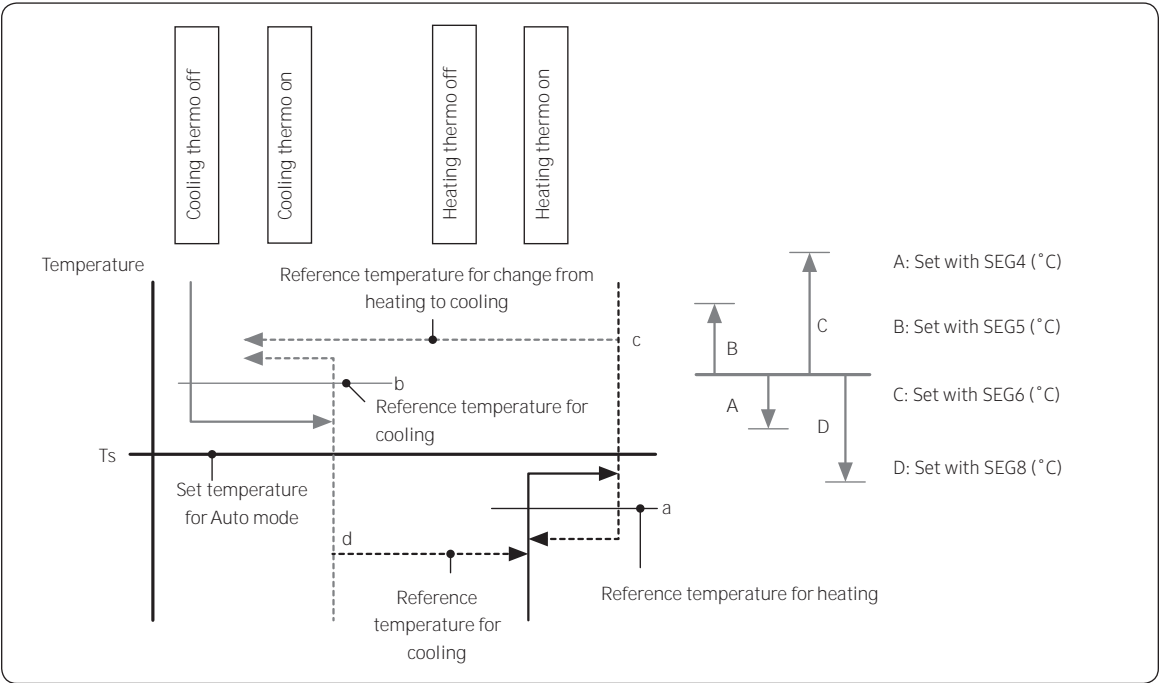 Cooling thermo off
Cooling thermo on
Heating thermo off
Heating thermo on
Temperature
Reference temperature for change from
heating to cooling
c
b
Reference temperature for
cooling
Ts
Set temperature
for Auto mode
a
d
Reference
temperature for
cooling
Reference temperature for heating
B
C
A
D
A: Set with SEG4 (˚C)
B: Set with SEG5 (˚C)
C: Set with SEG6 (˚C)
D: Set with SEG8 (˚C)